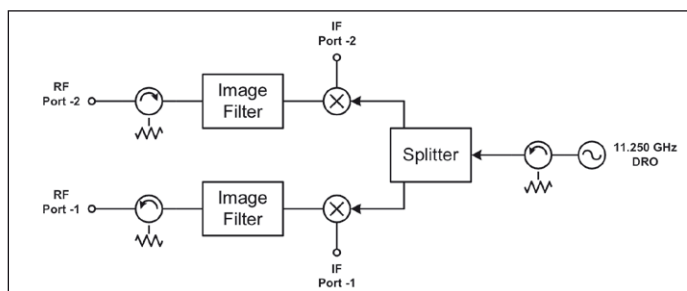 IF
Port -2
RF
Port -2
Image
Filter
Splitter
11.250 GHz
DRO
RF
Port -1
Image
Filter
IF
Port -1